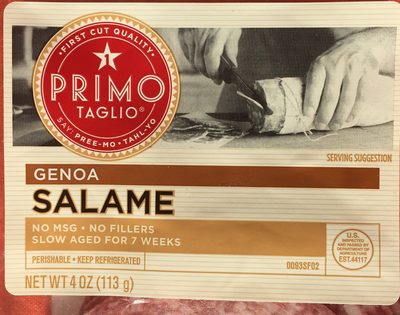 FIRST CUT QUALITY
1
PRIMO
TAGLIO®
SAY: PREE-MO • TAHL-YO
SERVING SUGGESTION
GENOA
SALAME
NO MSG • NO FILLERS
SLOW AGED FOR 7 WEEKS
PERISHABLE • KEEP REFRIGERATED
0093SF02
U.S.
INSPECTED
AND PASSED BY
DEPARTMENT OF
AGRICULTURE
EST.44117
NET WT 4 OZ (113 g)